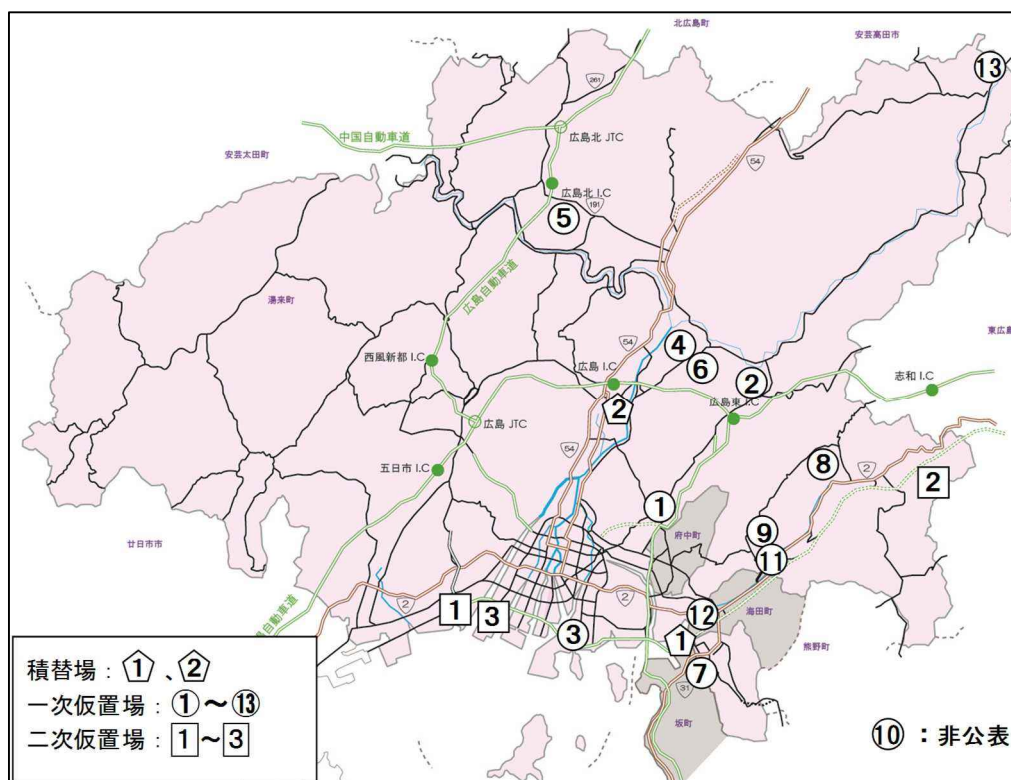 北広島町
安芸高田市
⑬
261
中国自動車道
広島北 JTC
安芸太田町
54
広島北 I.C
191
⑤
広島自動車道
湯来町
54
④
東広島
西風新都 I.C
⑥
広島 I.C
②
志和 I.C
2
広島東 I.C
広島 JTC
54
⑧
2
五日市 I.C
2
①
⑨
府中町
廿日市市
⑪
2
2
⑫
海田町
1
3
③
1
熊野町
島自動車道
⑦
31
坂町
積替場:1、2
一次仮置場:①~⑬
二次仮置場:1~3
⑩:非公表